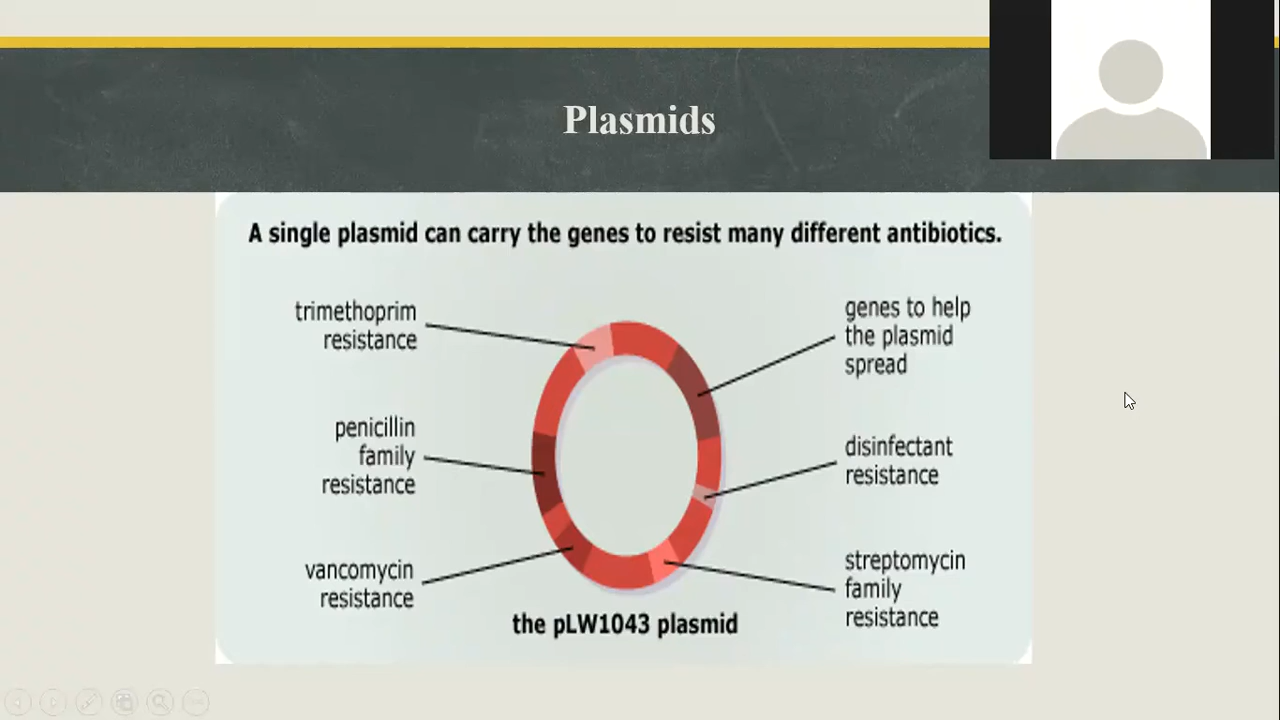 Plasmids
A single plasmid can carry the genes to resist many different antibiotics.
trimethoprim
resistance
penicillin
family
resistance
vancomycin
resistance
genes to help
the plasmid
spread
disinfectant
resistance
streptomycin
family
resistance
the pLW1043 plasmid